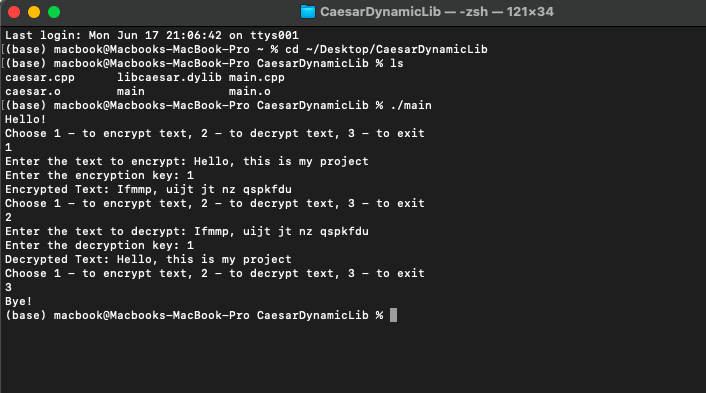 CaesarDynamicLib — -zsh — 121×34
Last login: Mon Jun 17 21:06:42 on ttys001
[(base) macbook@Macbooks-MacBook-Pro ~ % cd ~/Desktop/CaesarDynamicLib
[(base) macbook@Macbooks-MacBook-Pro CaesarDynamicLib % ls
caesar.cpp      libcaesar.dylib main.cpp
caesar.o        main            main.o
[(base) macbook@Macbooks-MacBook-Pro CaesarDynamicLib % ./main
Hello!
Choose 1 – to encrypt text, 2 – to decrypt text, 3 – to exit
1
Enter the text to encrypt: Hello, this is my project
Enter the encryption key: 1
Encrypted Text: Ifmmp, uijt jt nz qspkfdu
Choose 1 – to encrypt text, 2 – to decrypt text, 3 – to exit
2
Enter the text to decrypt: Ifmmp, uijt jt nz qspkfdu
Enter the decryption key: 1
Decrypted Text: Hello, this is my project
Choose 1 – to encrypt text, 2 – to decrypt text, 3 – to exit
3
Bye!
(base) macbook@Macbooks-MacBook-Pro CaesarDynamicLib %